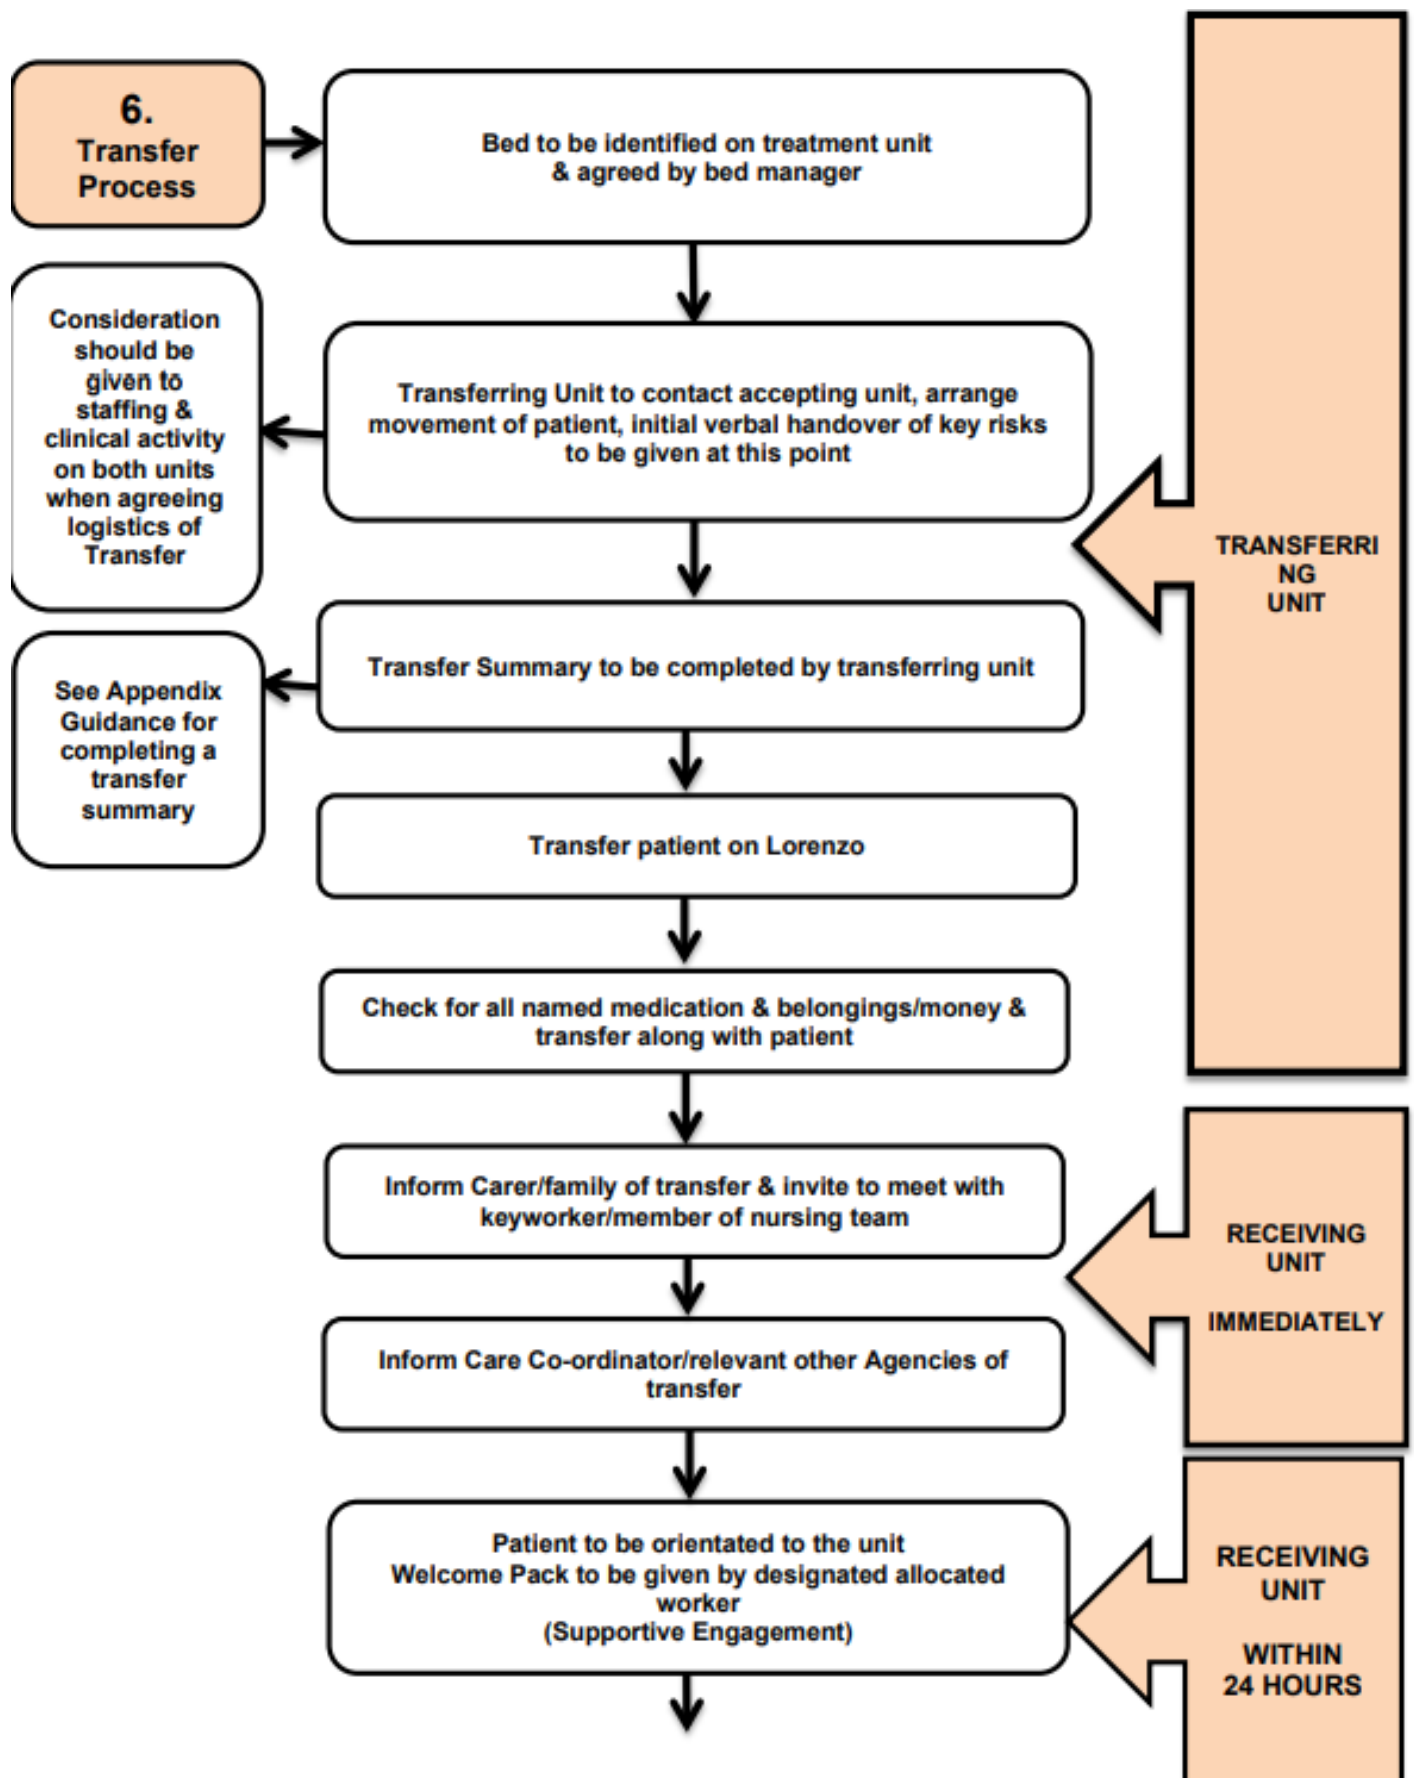 6.
Transfer
Process
Bed to be identified on treatment unit
& agreed by bed manager
Consideration
should be
given to
staffing &
clinical activity
on both units
when agreeing
logistics of
Transfer
Transferring Unit to contact accepting unit, arrange
movement of patient, initial verbal handover of key risks
to be given at this point
TRANSFERRI
NG
UNIT
Transfer Summary to be completed by transferring unit
See Appendix
Guidance for
completing a
transfer
summary
Transfer patient on Lorenzo
Check for all named medication & belongings/money &
transfer along with patient
Inform Carer/family of transfer & invite to meet with
keyworker/member of nursing team
RECEIVING
UNIT
IMMEDIATELY
Inform Care Co-ordinator/relevant other Agencies of
transfer
Patient to be orientated to the unit
Welcome Pack to be given by designated allocated
worker
(Supportive Engagement)
RECEIVING
UNIT
WITHIN
24 HOURS